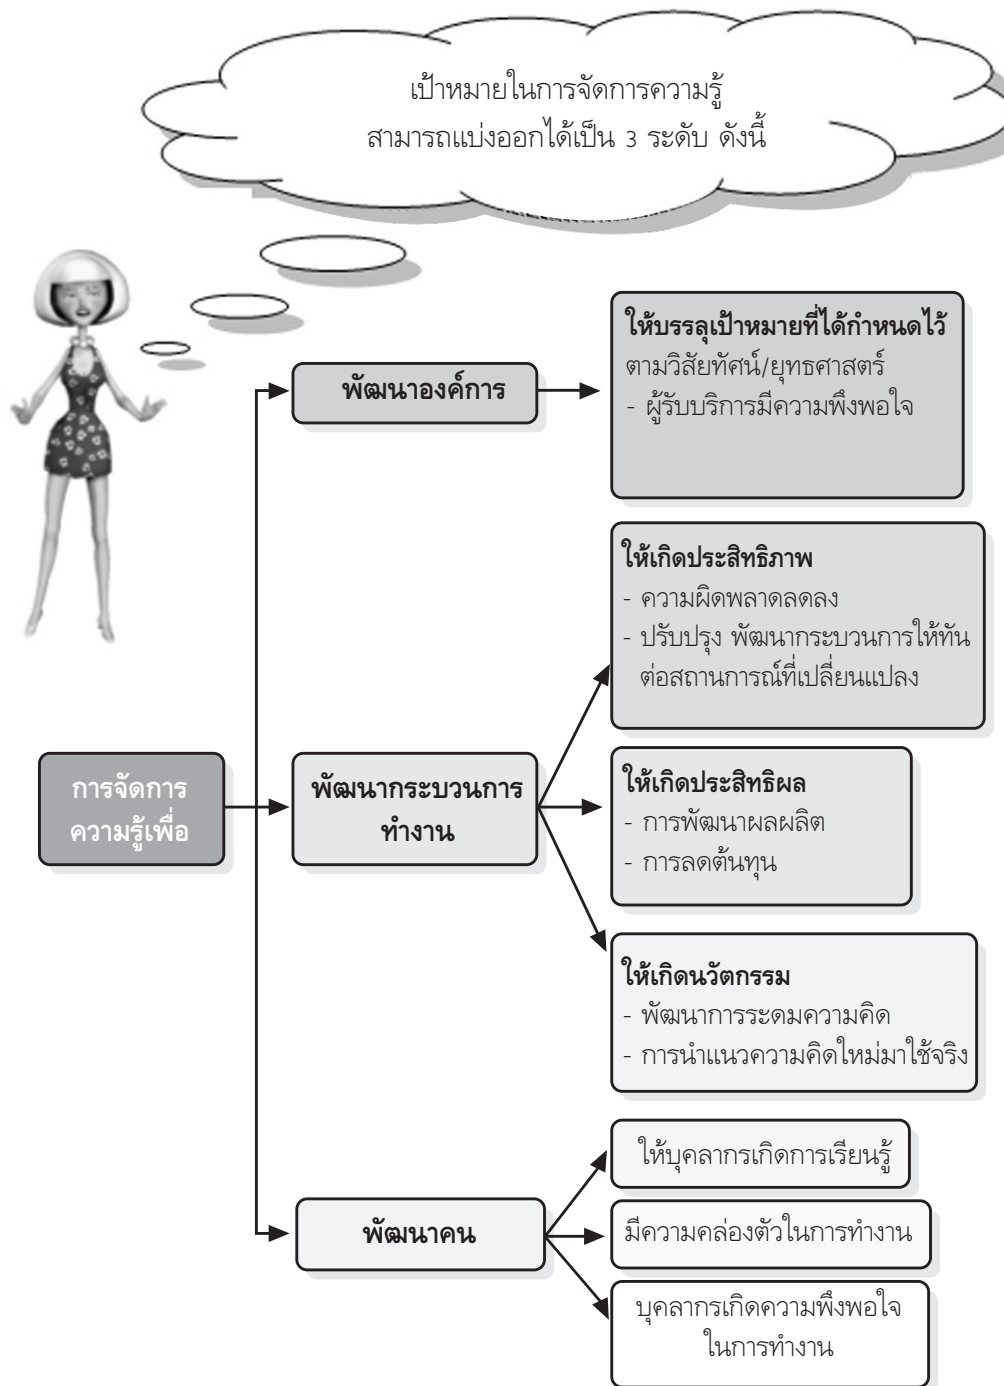 เป้าหมายในการจัดการความรู้
สามารถแบ่งออกได้เป็น 3 ระดับ ดังนี้
ให้บรรลุเป้าหมายที่ได้กำหนดไว้
ตามวิสัยทัศน์/ยุทธศาสตร์
- ผู้รับบริการมีความพึงพอใจ
พัฒนาองค์การ
ให้เกิดประสิทธิภาพ
- ความผิดพลาดลดลง
- ปรับปรุง พัฒนากระบวนการให้ทัน
ต่อสถานการณ์ที่เปลี่ยนแปลง
การจัดการ
ความรู้เพื่อ
พัฒนากระบวนการ
ทำงาน
ให้เกิดประสิทธิผล
- การพัฒนาผลผลิต
- การลดต้นทุน
ให้เกิดนวัตกรรม
- พัฒนาการระดมความคิด
- การนำแนวความคิดใหม่มาใช้จริง
พัฒนาคน
ให้บุคลากรเกิดการเรียนรู้
มีความคล่องตัวในการทำงาน
บุคลากรเกิดความพึงพอใจ
ในการทำงาน